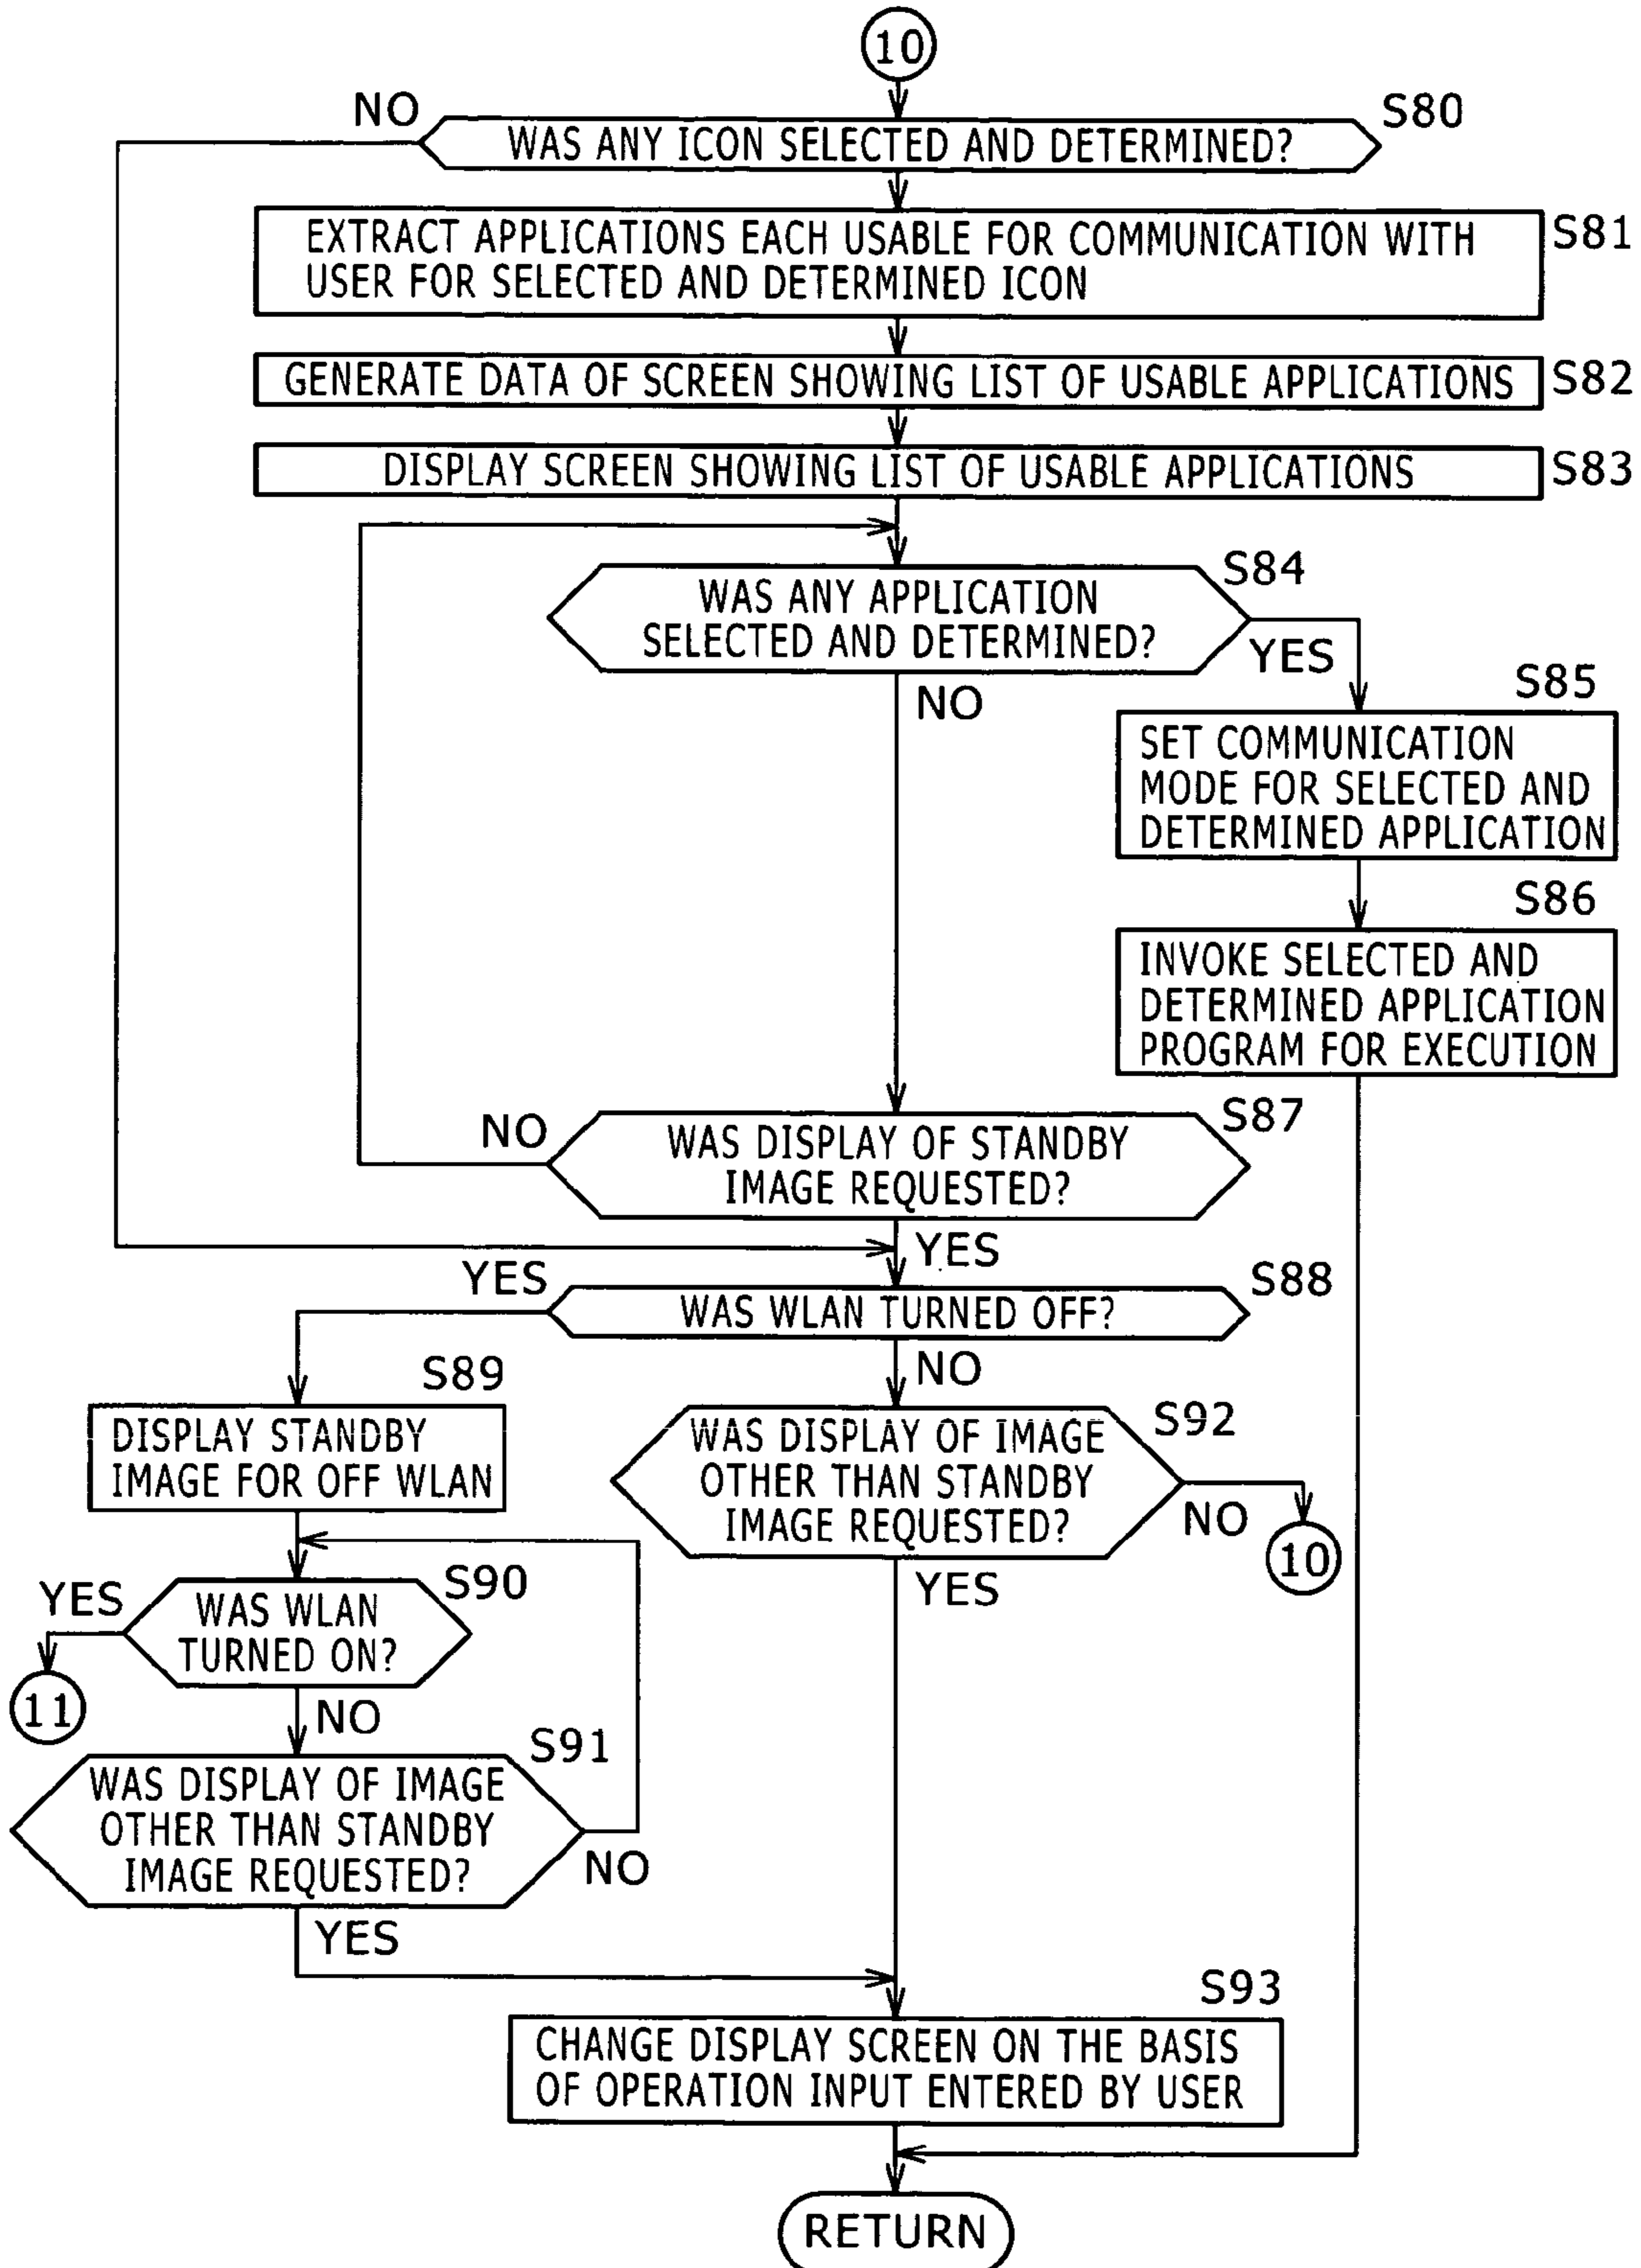 10
NO
S80
WAS ANY ICON SELECTED AND DETERMINED?
EXTRACT APPLICATIONS EACH USABLE FOR COMMUNICATION WITH
USER FOR SELECTED AND DETERMINED ICON
S81
GENERATE DATA OF SCREEN SHOWING LIST OF USABLE APPLICATIONS
S82
DISPLAY SCREEN SHOWING LIST OF USABLE APPLICATIONS
S83
S84
WAS ANY APPLICATION
SELECTED AND DETERMINED?
YES
NO
S85
SET COMMUNICATION
MODE FOR SELECTED AND
DETERMINED APPLICATION
S86
INVOKE SELECTED AND
DETERMINED APPLICATION
PROGRAM FOR EXECUTION
S87
NO
WAS DISPLAY OF STANDBY
IMAGE REQUESTED?
YES
YES
S88
WAS WLAN TURNED OFF?
NO
S89
DISPLAY STANDBY
IMAGE FOR OFF WLAN
S92
WAS DISPLAY OF IMAGE
OTHER THAN STANDBY
IMAGE REQUESTED?
NO
10
YES
S90
YES
WAS WLAN
TURNED ON?
11
NO
S91
WAS DISPLAY OF IMAGE
OTHER THAN STANDBY
IMAGE REQUESTED?
NO
YES
S93
CHANGE DISPLAY SCREEN ON THE BASIS
OF OPERATION INPUT ENTERED BY USER
RETURN